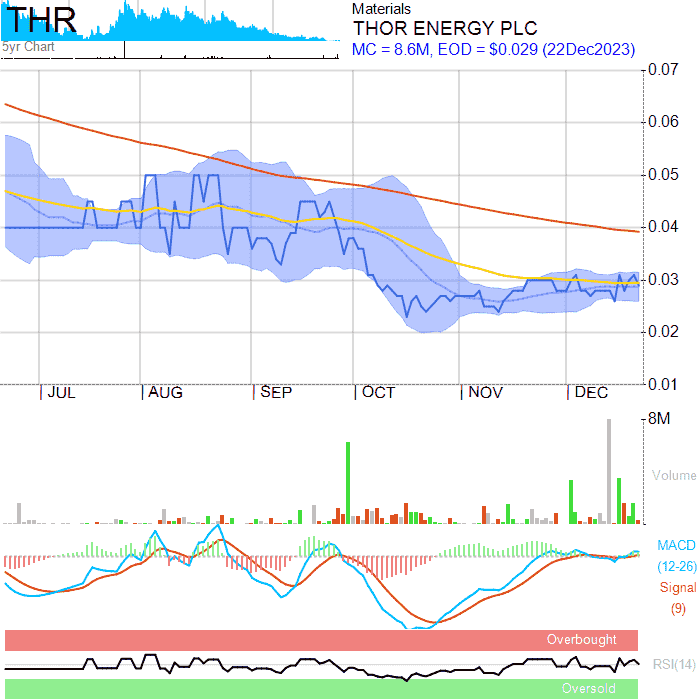 THR
5yr Chart
Materials
THOR ENERGY PLC
MC = 8.6M, EOD = $0.029 (22Dec2023)
0.07
0.06
0.05
0.04
0.03
0.02
0.01
JUL AUG SEP OCT NOV DEC
8M
Volume
MACD
(12-26)
Signal
(9)
Overbought
RSI(14)
Oversold